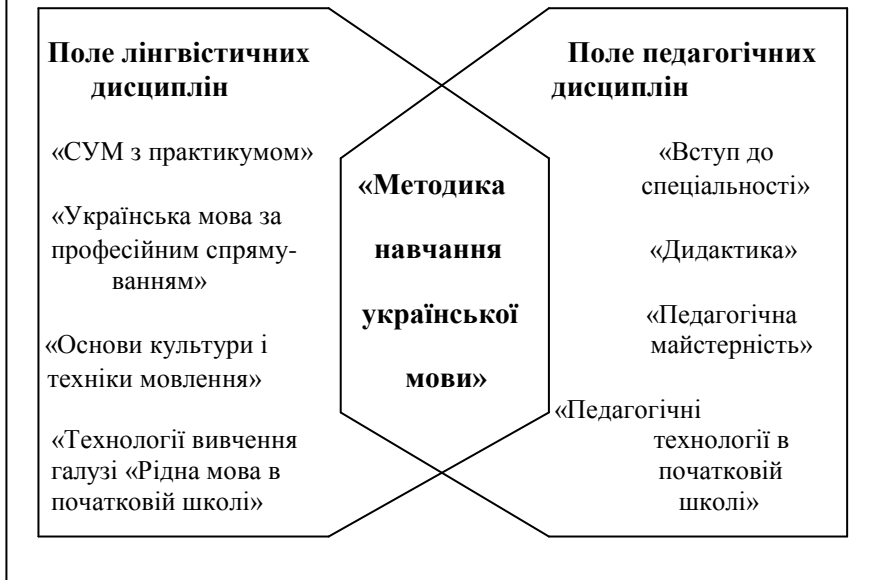 Поле лінгвістичних
дисциплін
«СУМ з практикумом»
«Українська мова за
професійним спряму-
ванням»
«Основи культури і
техніки мовлення»
«Технології вивчення
галузі «Рідна мова в
початковій школі»
«Методика
навчання
української
мови»
Поле педагогічних
дисциплін
«Вступ до
спеціальності»
«Дидактика»
«Педагогічна
майстерність»
«Педагогічні
технології в
початковій
школі»